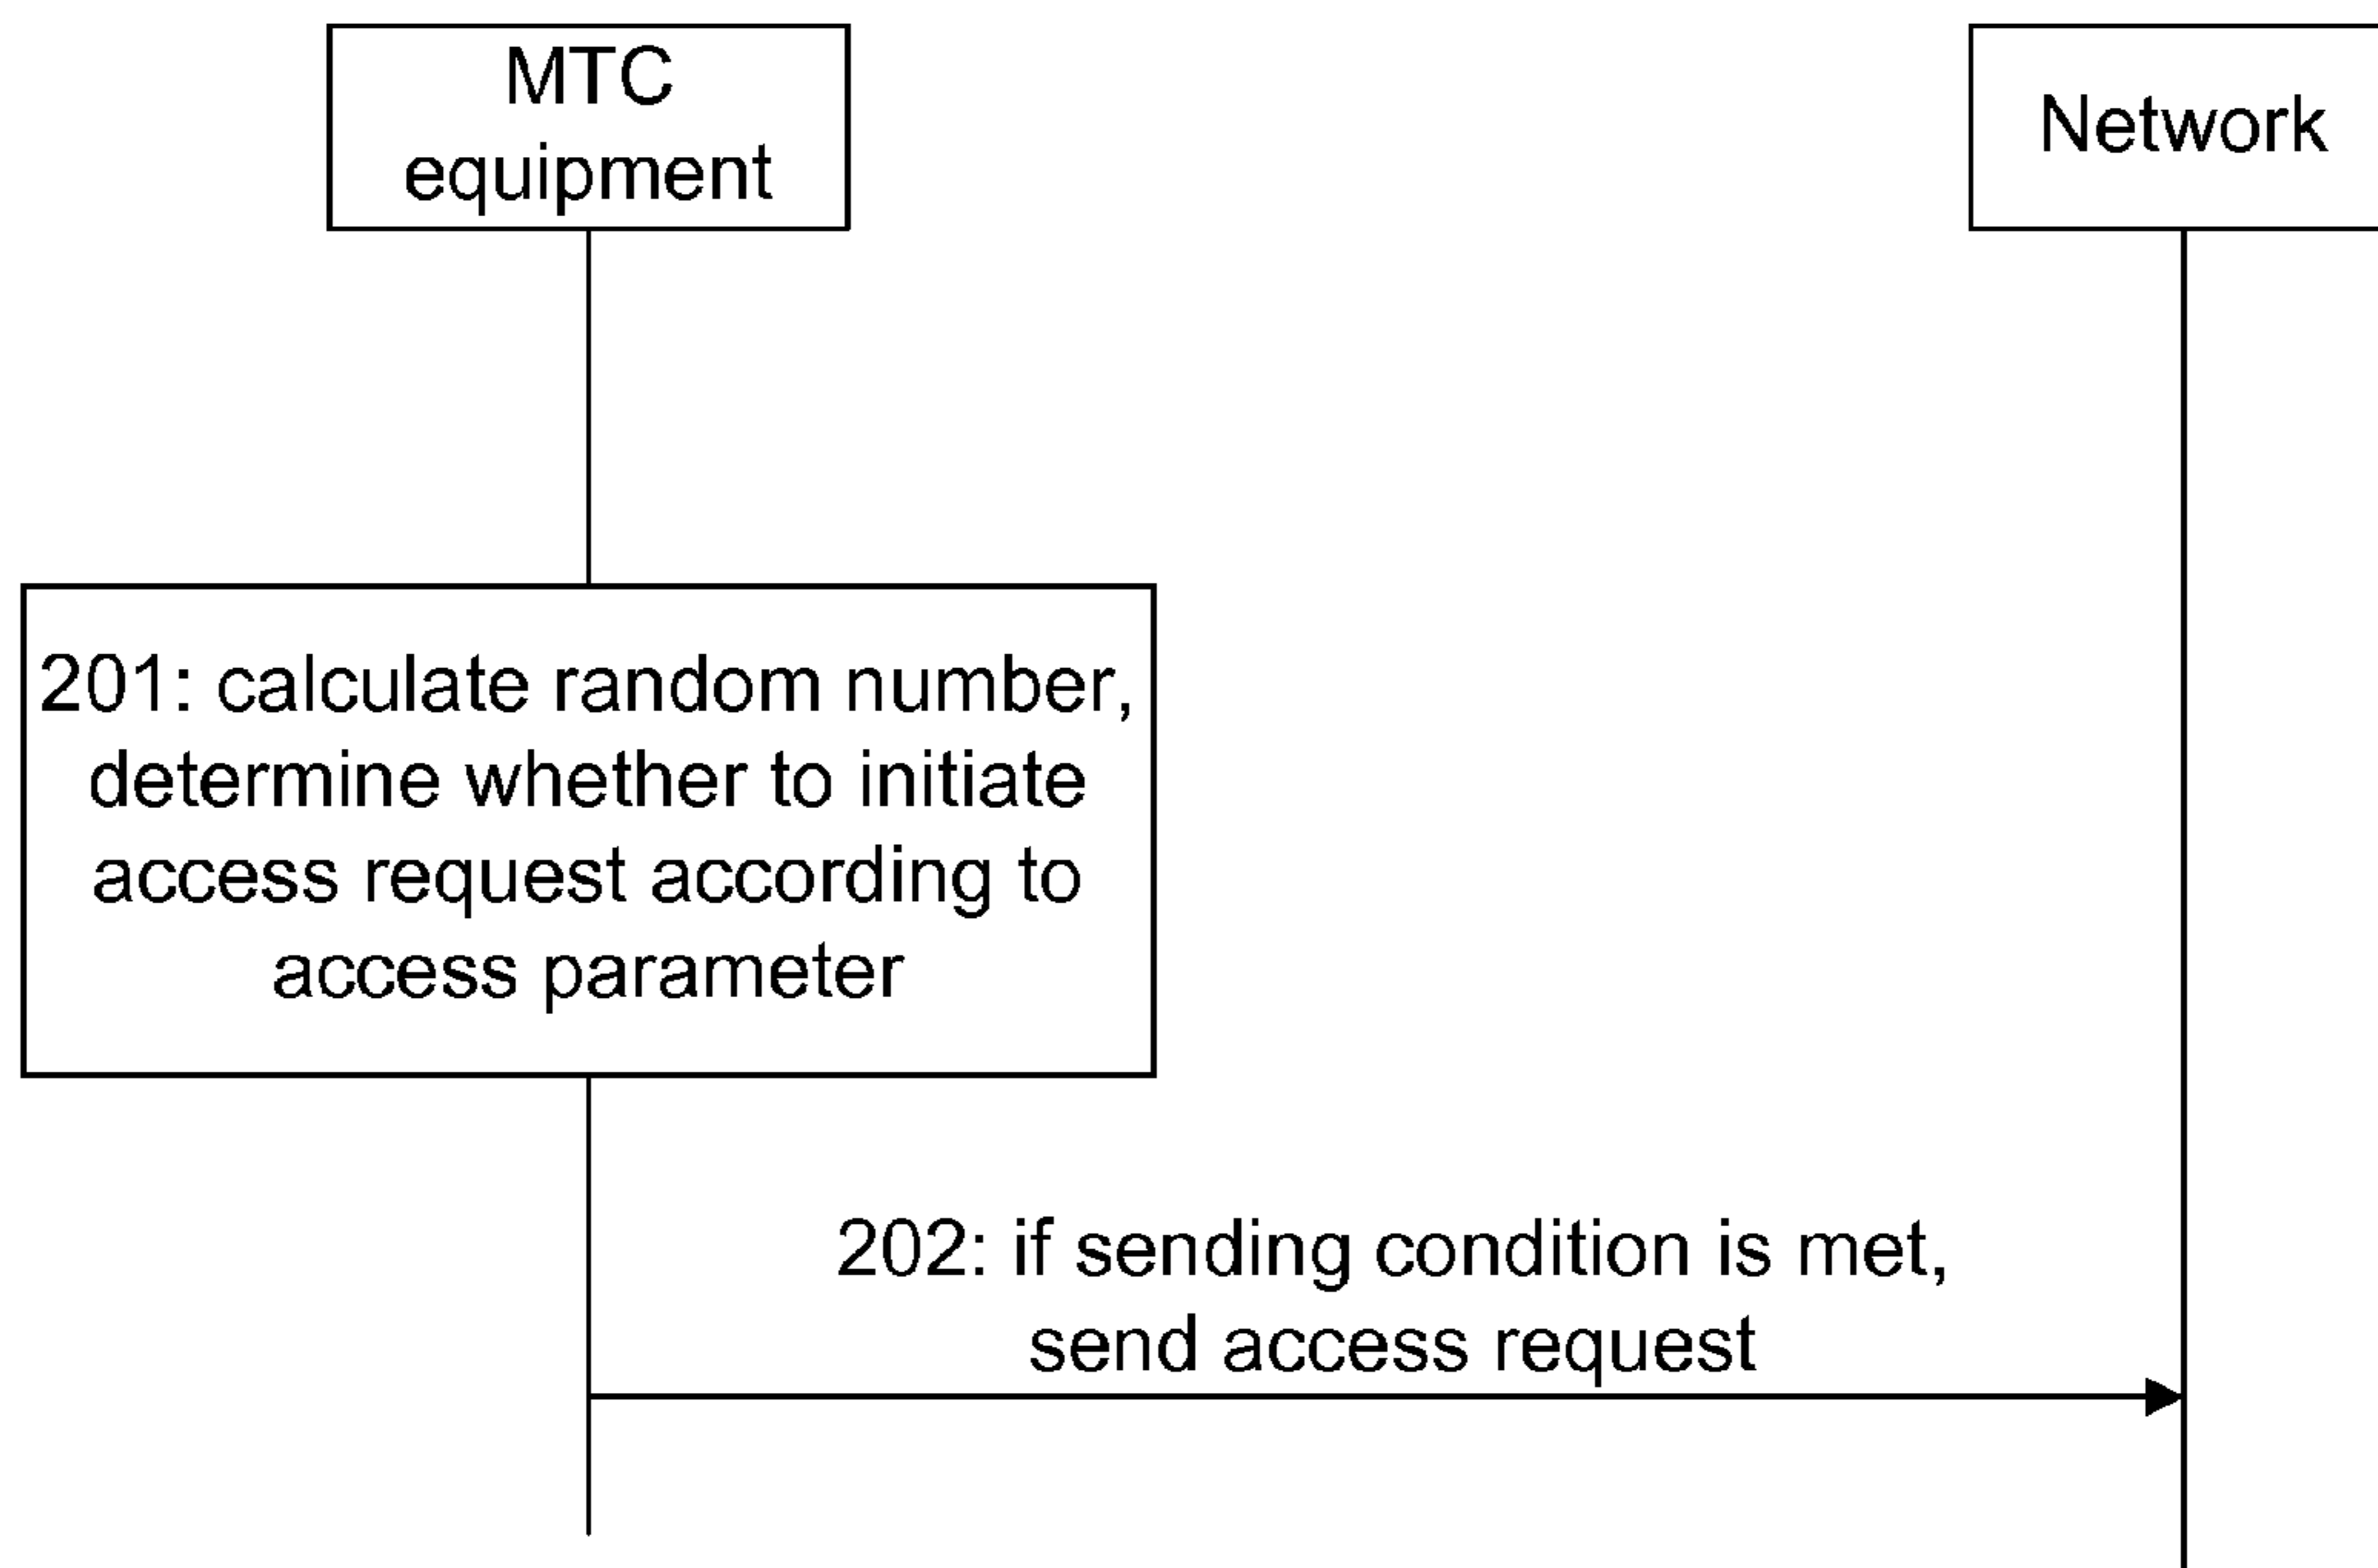 MTC
equipment
Network
201: calculate random number,
determine whether to initiate
access request according to
access parameter
202: if sending condition is met,
send access request